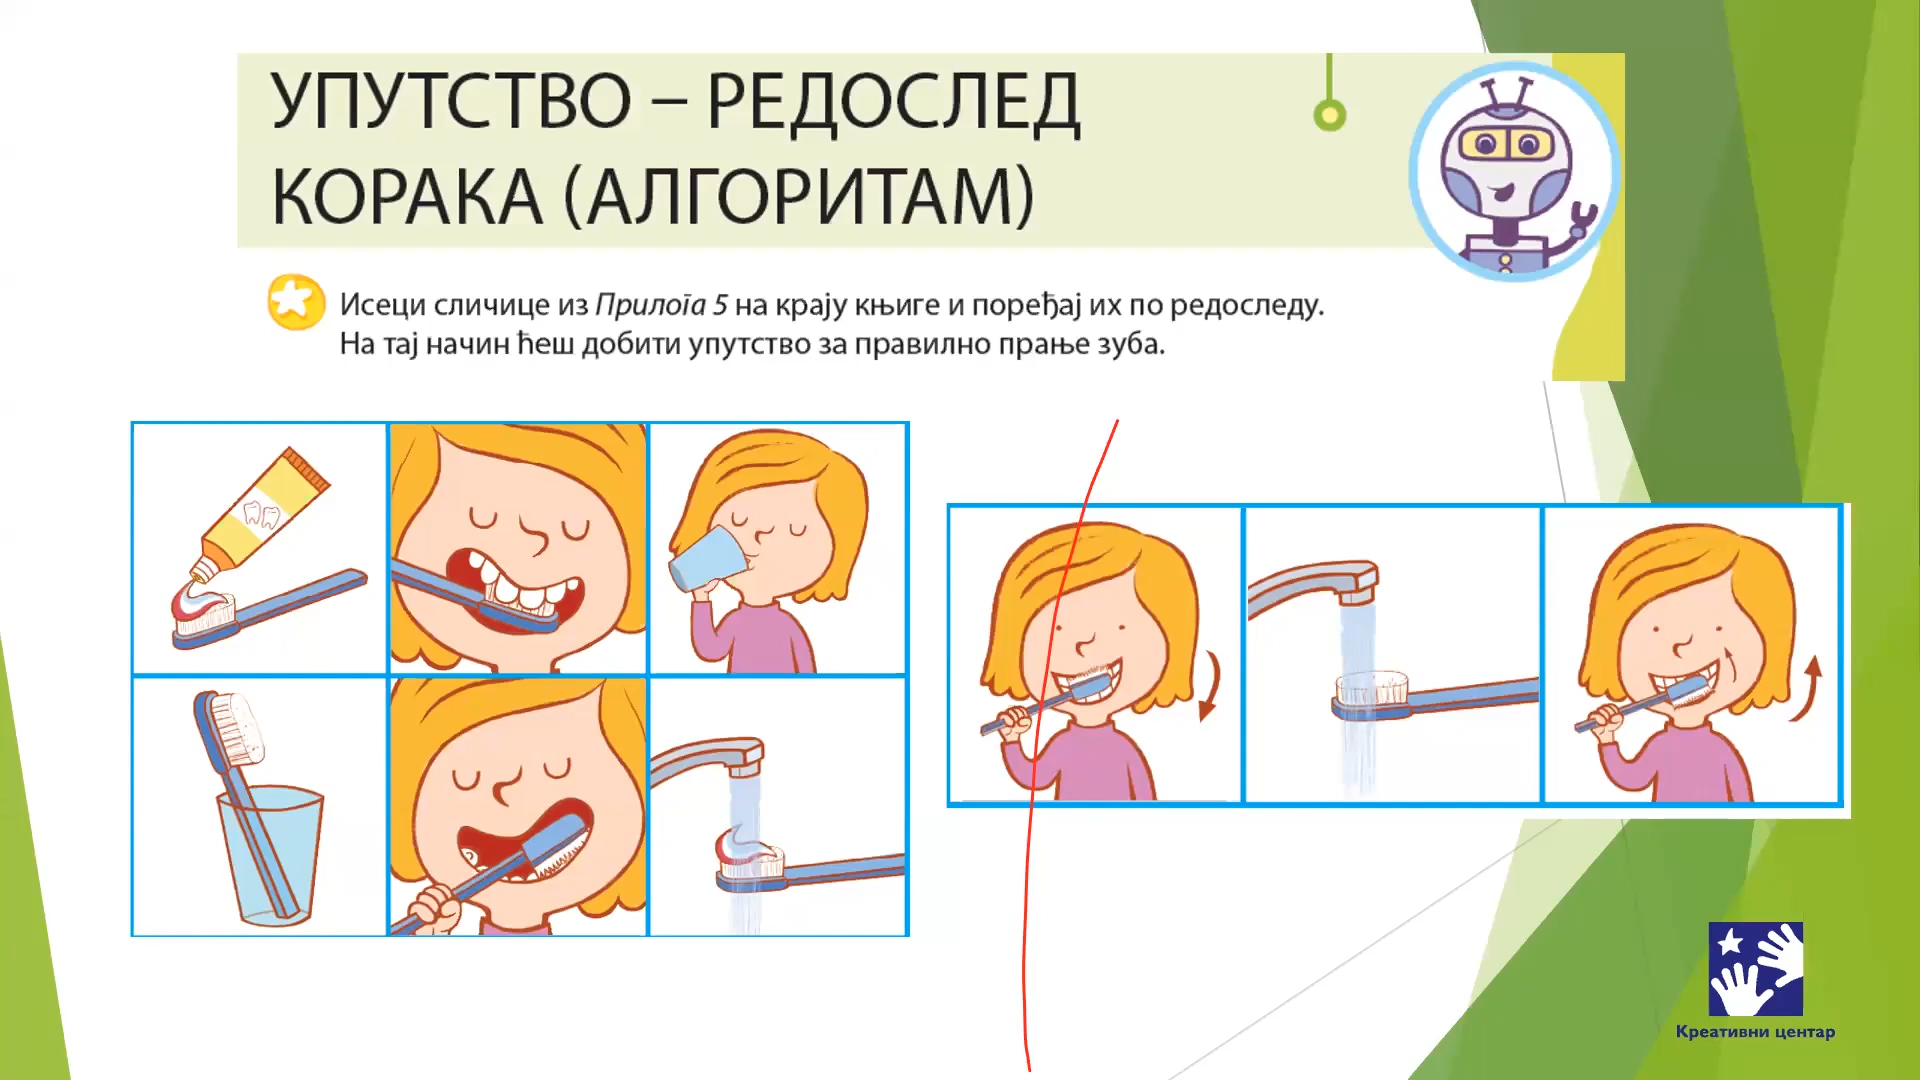 УПУТСТВО – РЕДОСЛЕД
КОРАКА (АЛГОРИТАМ)
Исеци сличице из Прилога 5 на крају књиге и поређај их по редоследу.
На тај начин ћеш добити упутство за правилно прање зуба.
Креативни центар